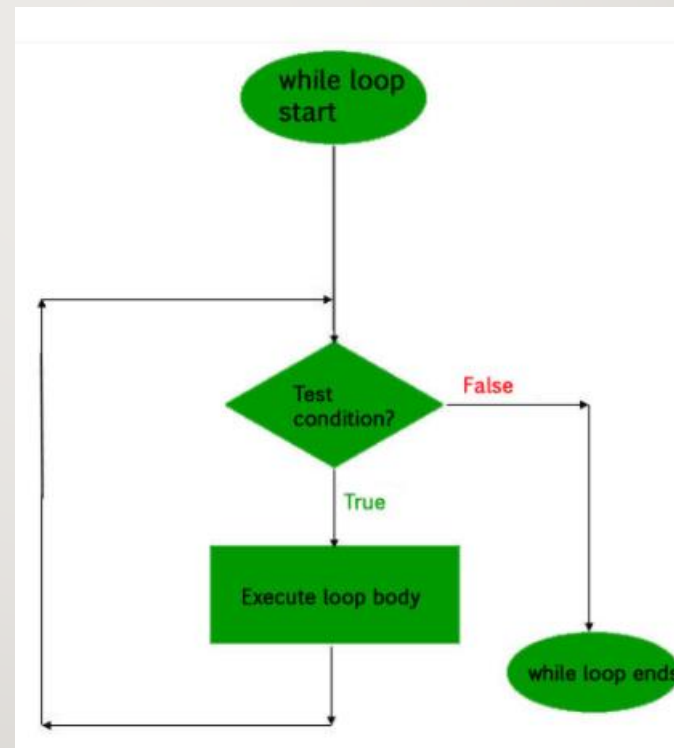 while loop
start
Test
condition?
False
True
Execute loop body
while loop ends